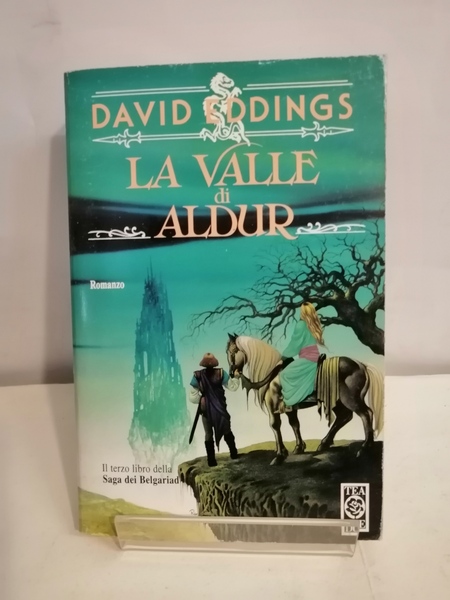 DAVID EDDINGS
LA VALLE
di
ALDUR
Romanzo
Il terzo libro della
Saga dei Belgariad
TEA